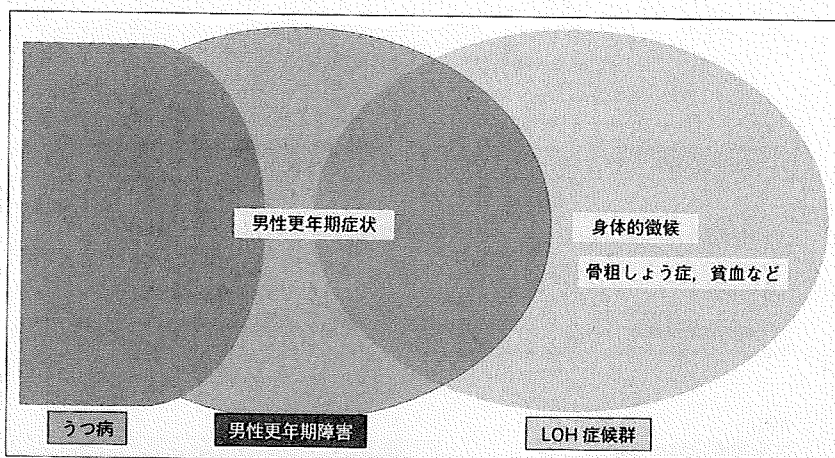 男性更年期症状
身体的徴候
骨粗しょう症,貧血など
うつ病
男性更年期障害
LOH 症候群